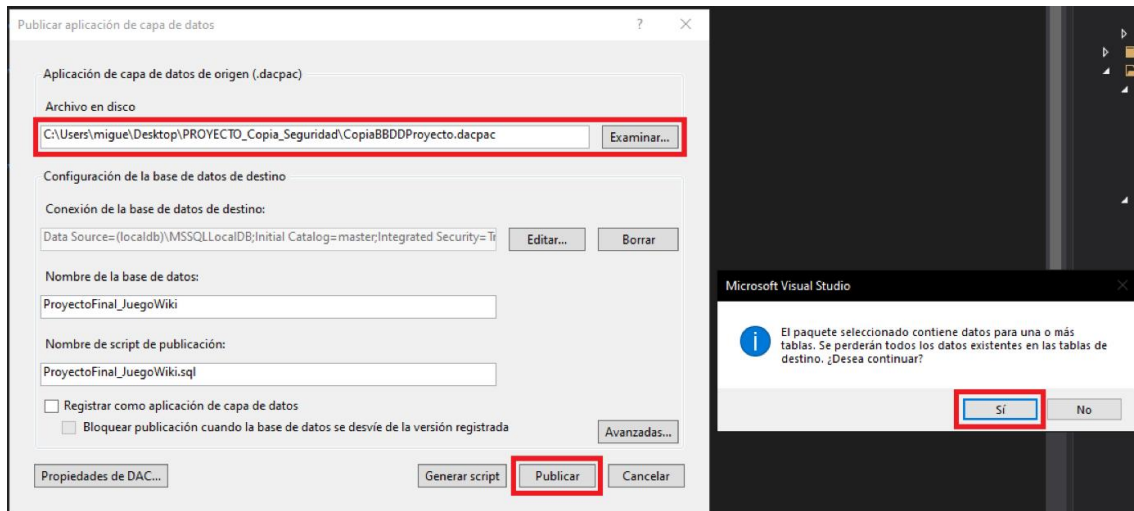 Publicar aplicación de capa de datos
Aplicación de capa de datos de origen (.dacpac)
Archivo en disco
C:\Users\migue\Desktop\PROYECTO_Copia_Seguridad\CopiaBBDDProyecto.dacpac
Examinar...
Configuración de la base de datos de destino
Conexión de la base de datos de destino:
Data Source=(localdb)\MSSQLLocalDB;Initial Catalog=master;Integrated Security=Tr
Editar...
Borrar
Nombre de la base de datos:
ProyectoFinal_JuegoWiki
Nombre de script de publicación:
ProyectoFinal_JuegoWiki.sql
Registrar como aplicación de capa de datos
Bloquear publicación cuando la base de datos se desvíe de la versión registrada
Avanzadas...
Propiedades de DAC...
Generar script
Publicar
Cancelar
Microsoft Visual Studio
El paquete seleccionado contiene datos para una o más
tablas. Se perderán todos los datos existentes en las tablas de
destino. ¿Desea continuar?
Sí
No